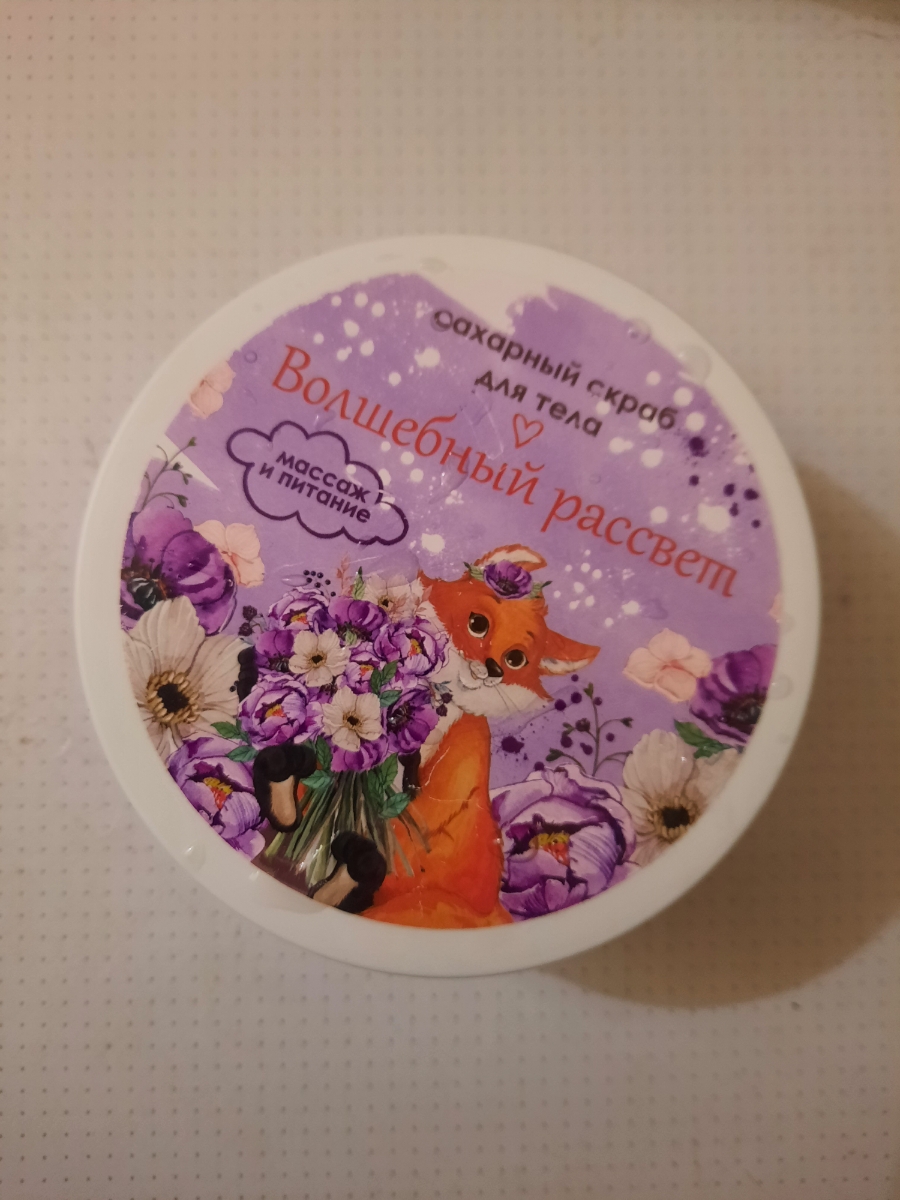 сахарный скраб
для тела
Волшебный рассвет
массаж
и питание